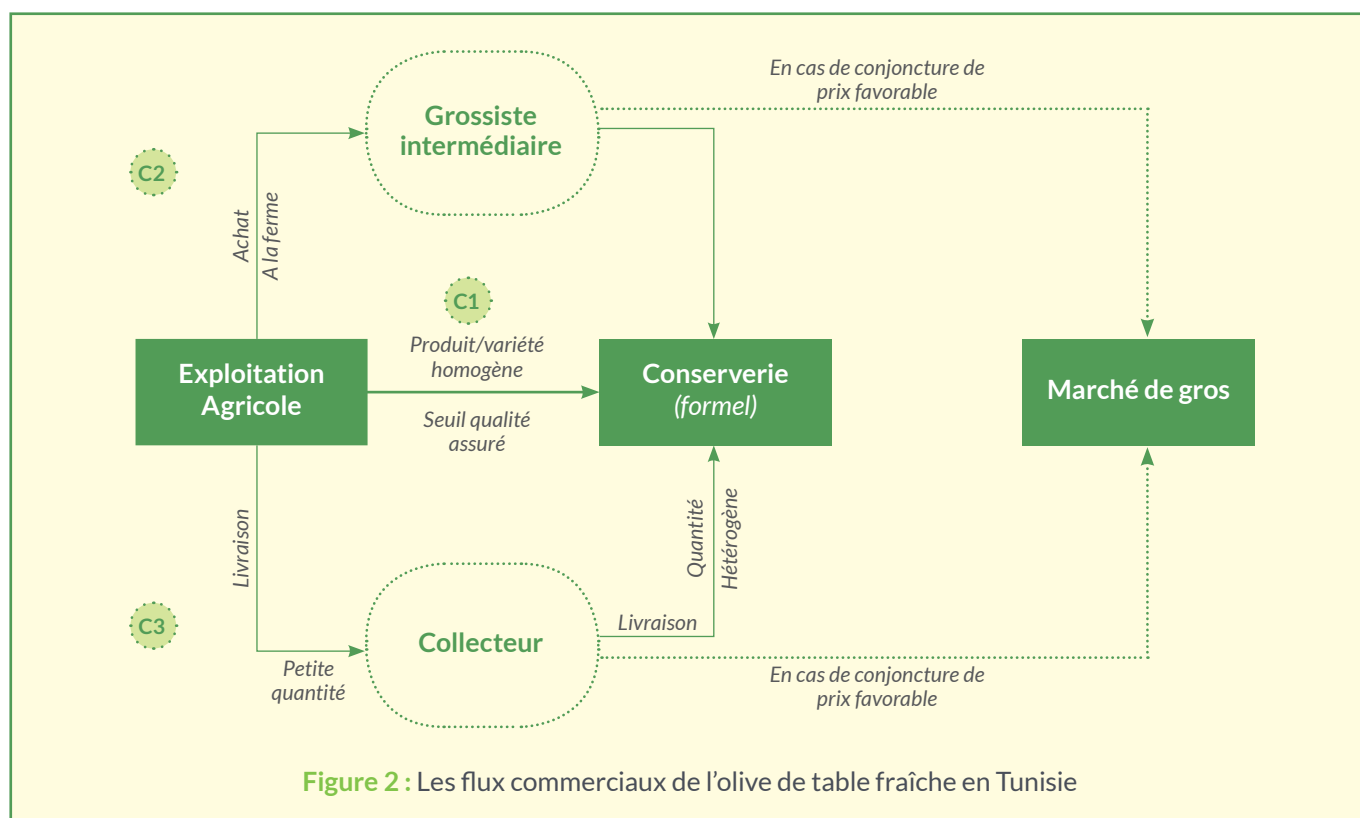 En cas de conjoncture de
prix favorable
Grossiste
intermédiaire
C2
Achat
A la ferme
C1
Produit/variété
homogène
Exploitation
Agricole
Conserverie
(formel)
Marché de gros
Seuil qualité
assuré
Livraison
Quantité
Hétérogène
C3
Livraison
Collecteur
Petite
quantité
En cas de conjoncture de
prix favorable
Figure 2 : Les flux commerciaux de l’olive de table fraîche en Tunisie